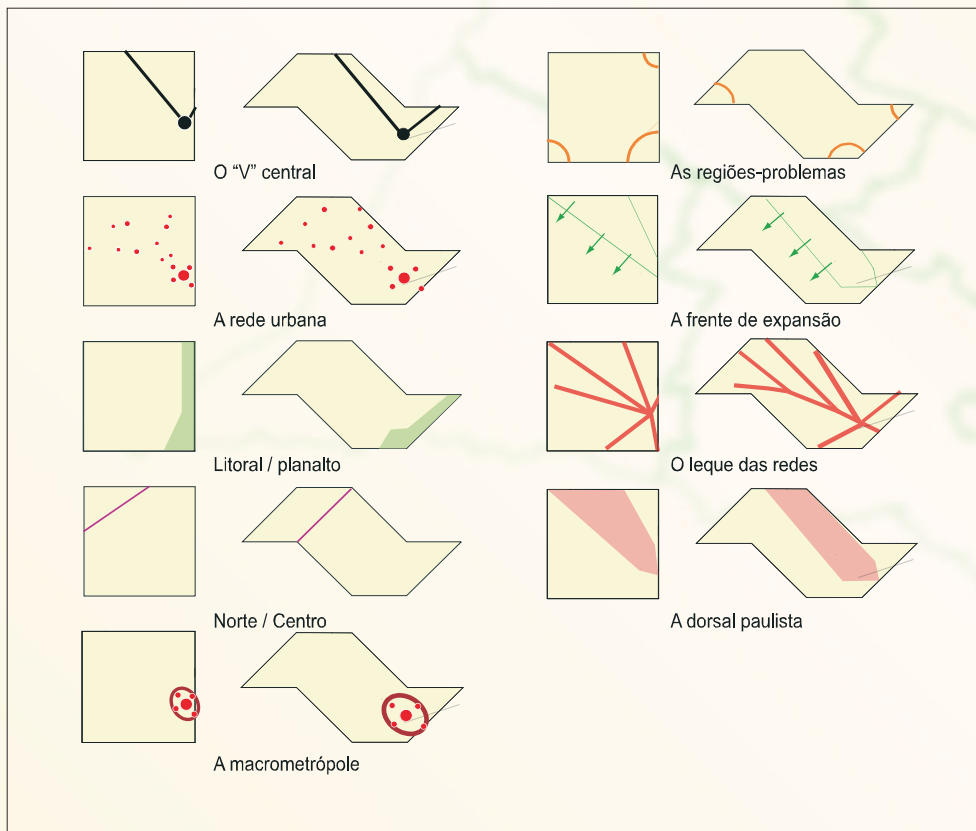 O “V” central
A rede urbana
Litoral / planalto
Norte / Centro
A macrometrópole
As regiões-problemas
A frente de expansão
O leque das redes
A dorsal paulista